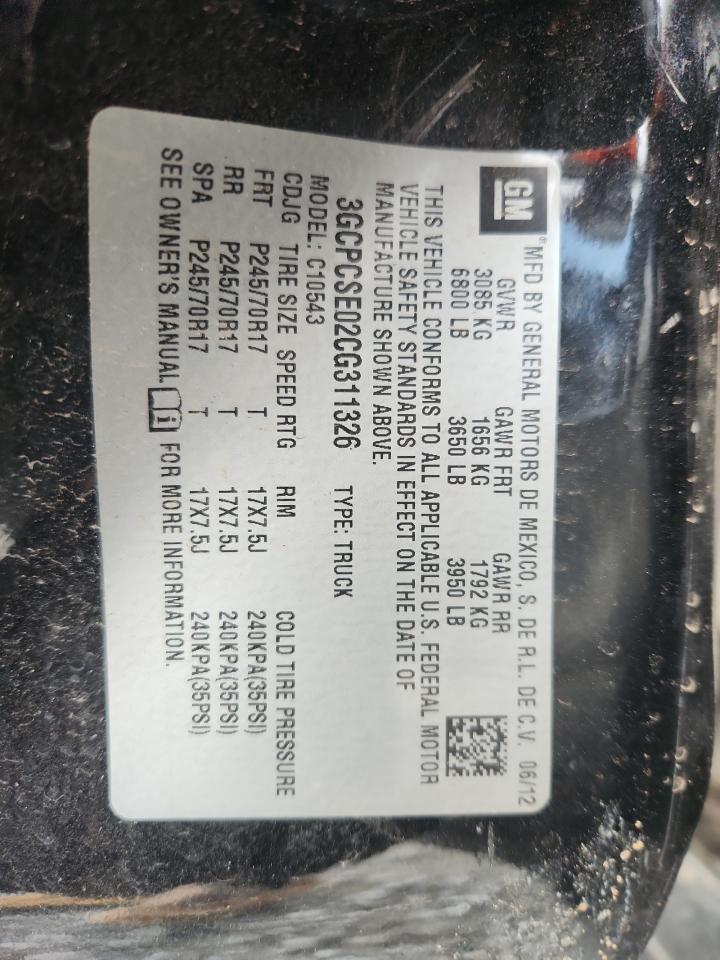 GM
®MFD BY GENERAL MOTORS DE MEXICO, S. DE R.L. DE C.V. 06/12
GVWR GAWR FRT GAWR RR
3085 KG 1656 KG 1792 KG
6800 LB 3650 LB 3950 LB
THIS VEHICLE CONFORMS TO ALL APPLICABLE U.S. FEDERAL MOTOR
VEHICLE SAFETY STANDARDS IN EFFECT ON THE DATE OF
MANUFACTURE SHOWN ABOVE.
3GCPCSE02CG311326 TYPE: TRUCK
MODEL: C10543
CDJG TIRE SIZE SPEED RTG RIM COLD TIRE PRESSURE
FRT P245/70R17 T 17X7.5J 240KPA(35PSI)
RR P245/70R17 T 17X7.5J 240KPA(35PSI)
SPA P245/70R17 T 17X7.5J 240KPA(35PSI)
SEE OWNER'S MANUAL i FOR MORE INFORMATION.